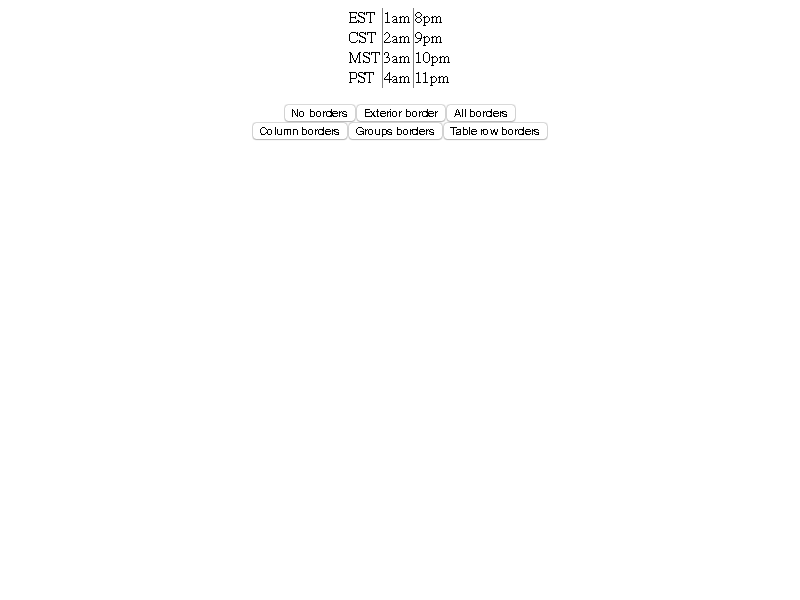 EST 1am 8pm
CST 2am 9pm
MST 3am 10pm
PST 4am 11pm
No borders Exterior border All borders
Column borders Groups borders Table row borders